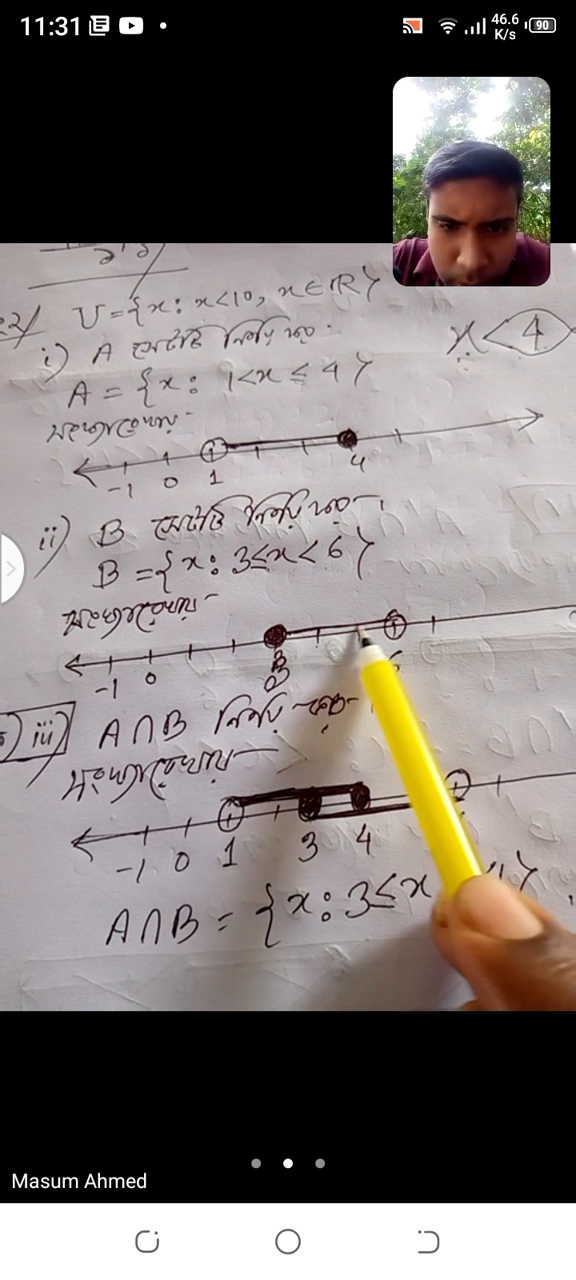 11:31
46.6
K/s
90
U={x: x<10, x∈ℝ}
x<4
i) A সেটটি নির্ণয় কর.
A = {x: 1<x≤4}
সংখ্যারেখায়-
-1 0 1 4
ii) B সেটটি নির্ণয় কর-
B={x: 3≤x<6}
সংখ্যারেখায়-
-1 0 3
iii) A∩B নির্ণয় কর-
সংখ্যারেখায়-
-1 0 1 3 4
A∩B = {x: 3≤x
Masum Ahmed